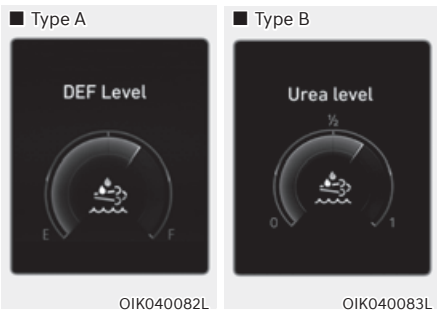 ■ Type A
DEF Level
E
F
OIK040082L
■ Type B
Urea level
½
0
1
OIK040083L